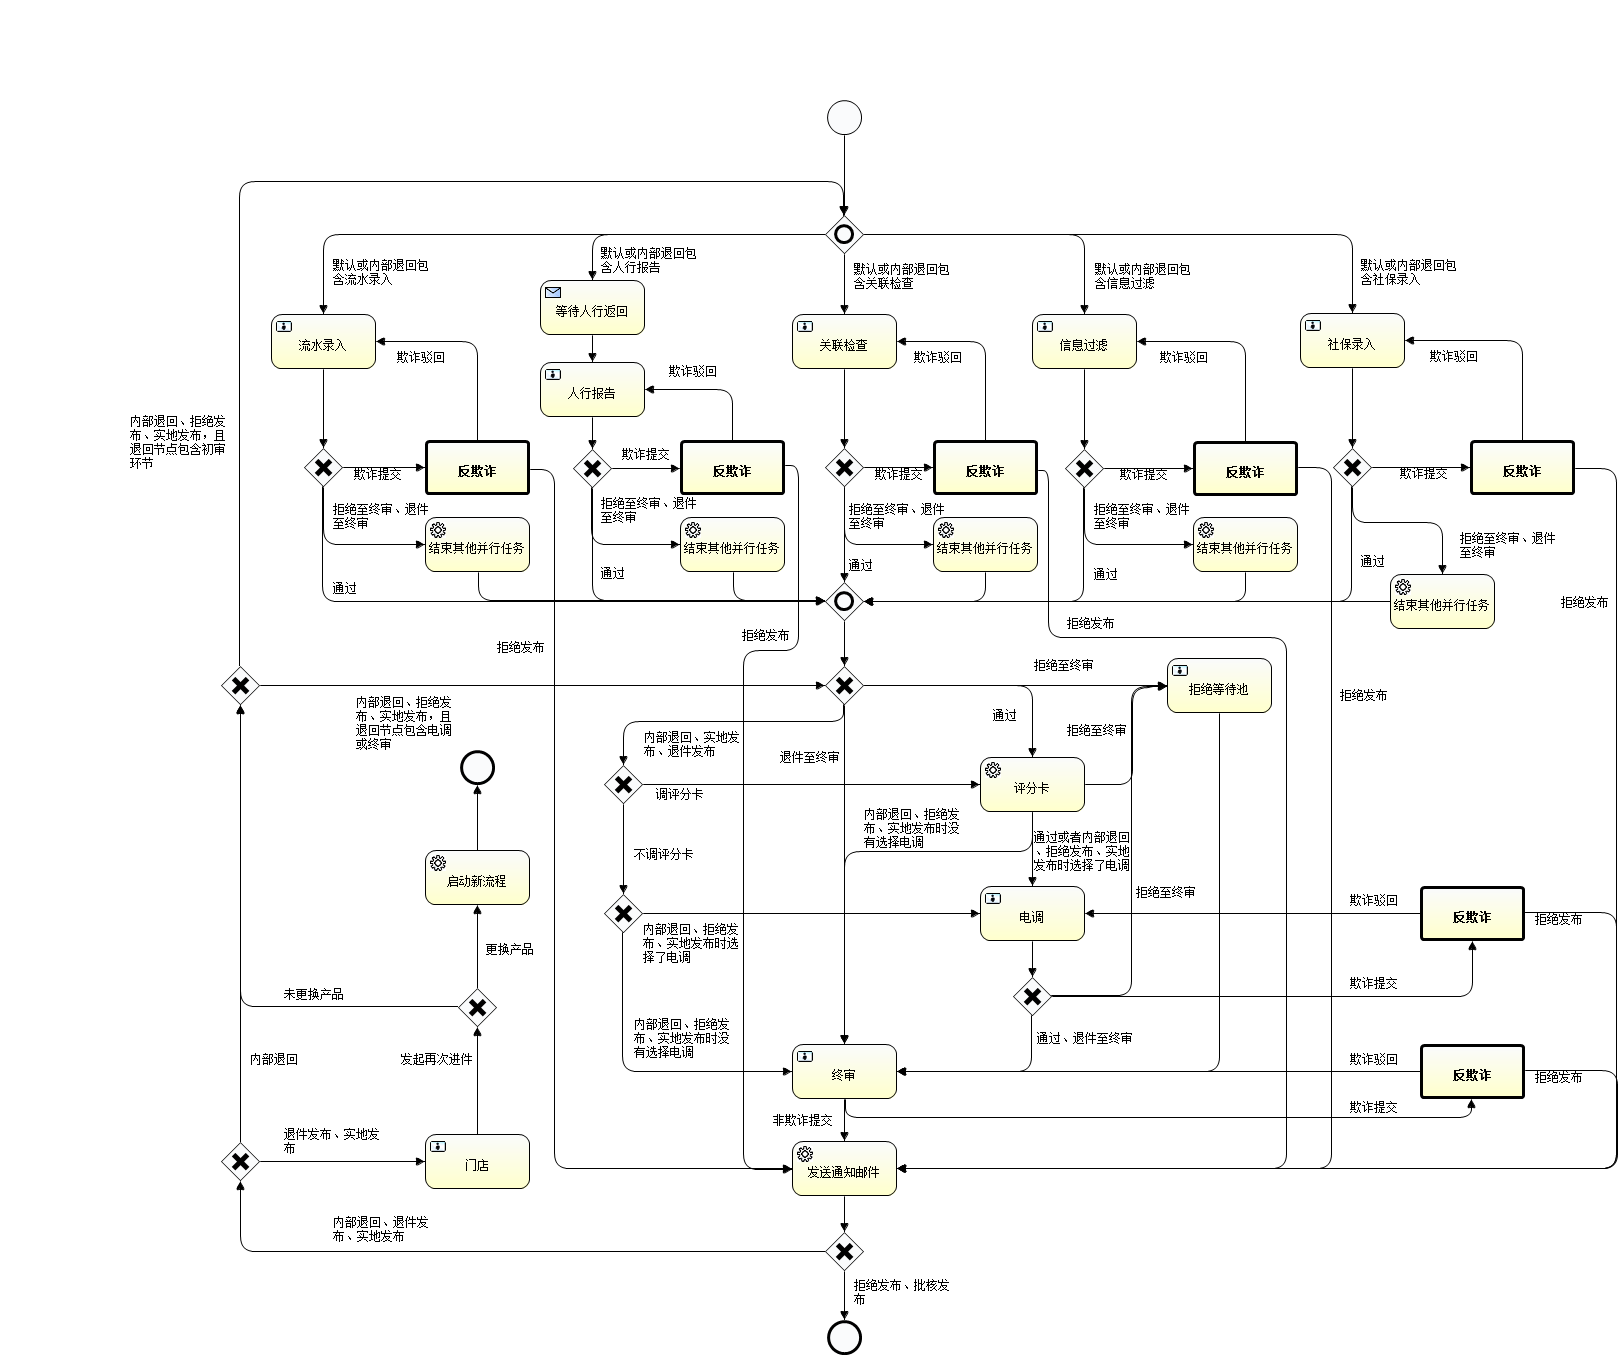 默认或内部退回包
含流水录入
默认或内部退回包
含人行报告
默认或内部退回包
含关联检查
默认或内部退回包
含信息过滤
默认或内部退回包
含社保录入
等待人行返回
流水录入
关联检查
信息过滤
社保录入
欺诈驳回
欺诈驳回
欺诈驳回
欺诈驳回
欺诈驳回
人行报告
内部退回、拒绝发
布、实地发布，且
退回节点包含初审
环节
欺诈提交
欺诈提交
欺诈提交
欺诈提交
欺诈提交
反欺诈
反欺诈
反欺诈
反欺诈
反欺诈
拒绝至终审、退件
至终审
拒绝至终审、退件
至终审
拒绝至终审、退件
至终审
拒绝至终审、退件
至终审
拒绝至终审、退件
至终审
结束其他并行任务
结束其他并行任务
结束其他并行任务
结束其他并行任务
结束其他并行任务
通过
通过
通过
通过
通过
拒绝发布
拒绝发布
拒绝发布
拒绝发布
拒绝发布
拒绝至终审
拒绝等待池
内部退回、拒绝发
布、实地发布，且
退回节点包含电调
或终审
通过
拒绝至终审
内部退回、实地发
布、退件发布
退件至终审
调评分卡
评分卡
内部退回、拒绝发
布、实地发布时没
有选择电调
通过或者内部退回
、拒绝发布、实地
发布时选择了电调
不调评分卡
启动新流程
拒绝至终审
欺诈驳回
反欺诈
拒绝发布
电调
内部退回、拒绝发
布、实地发布时选
择了电调
更换产品
未更换产品
欺诈提交
内部退回、拒绝发
布、实地发布时没
有选择电调
通过、退件至终审
内部退回
发起再次进件
终审
欺诈驳回
反欺诈
拒绝发布
欺诈提交
非欺诈提交
退件发布、实地发
布
门店
发送通知邮件
内部退回、退件发
布、实地发布
拒绝发布、批核发
布